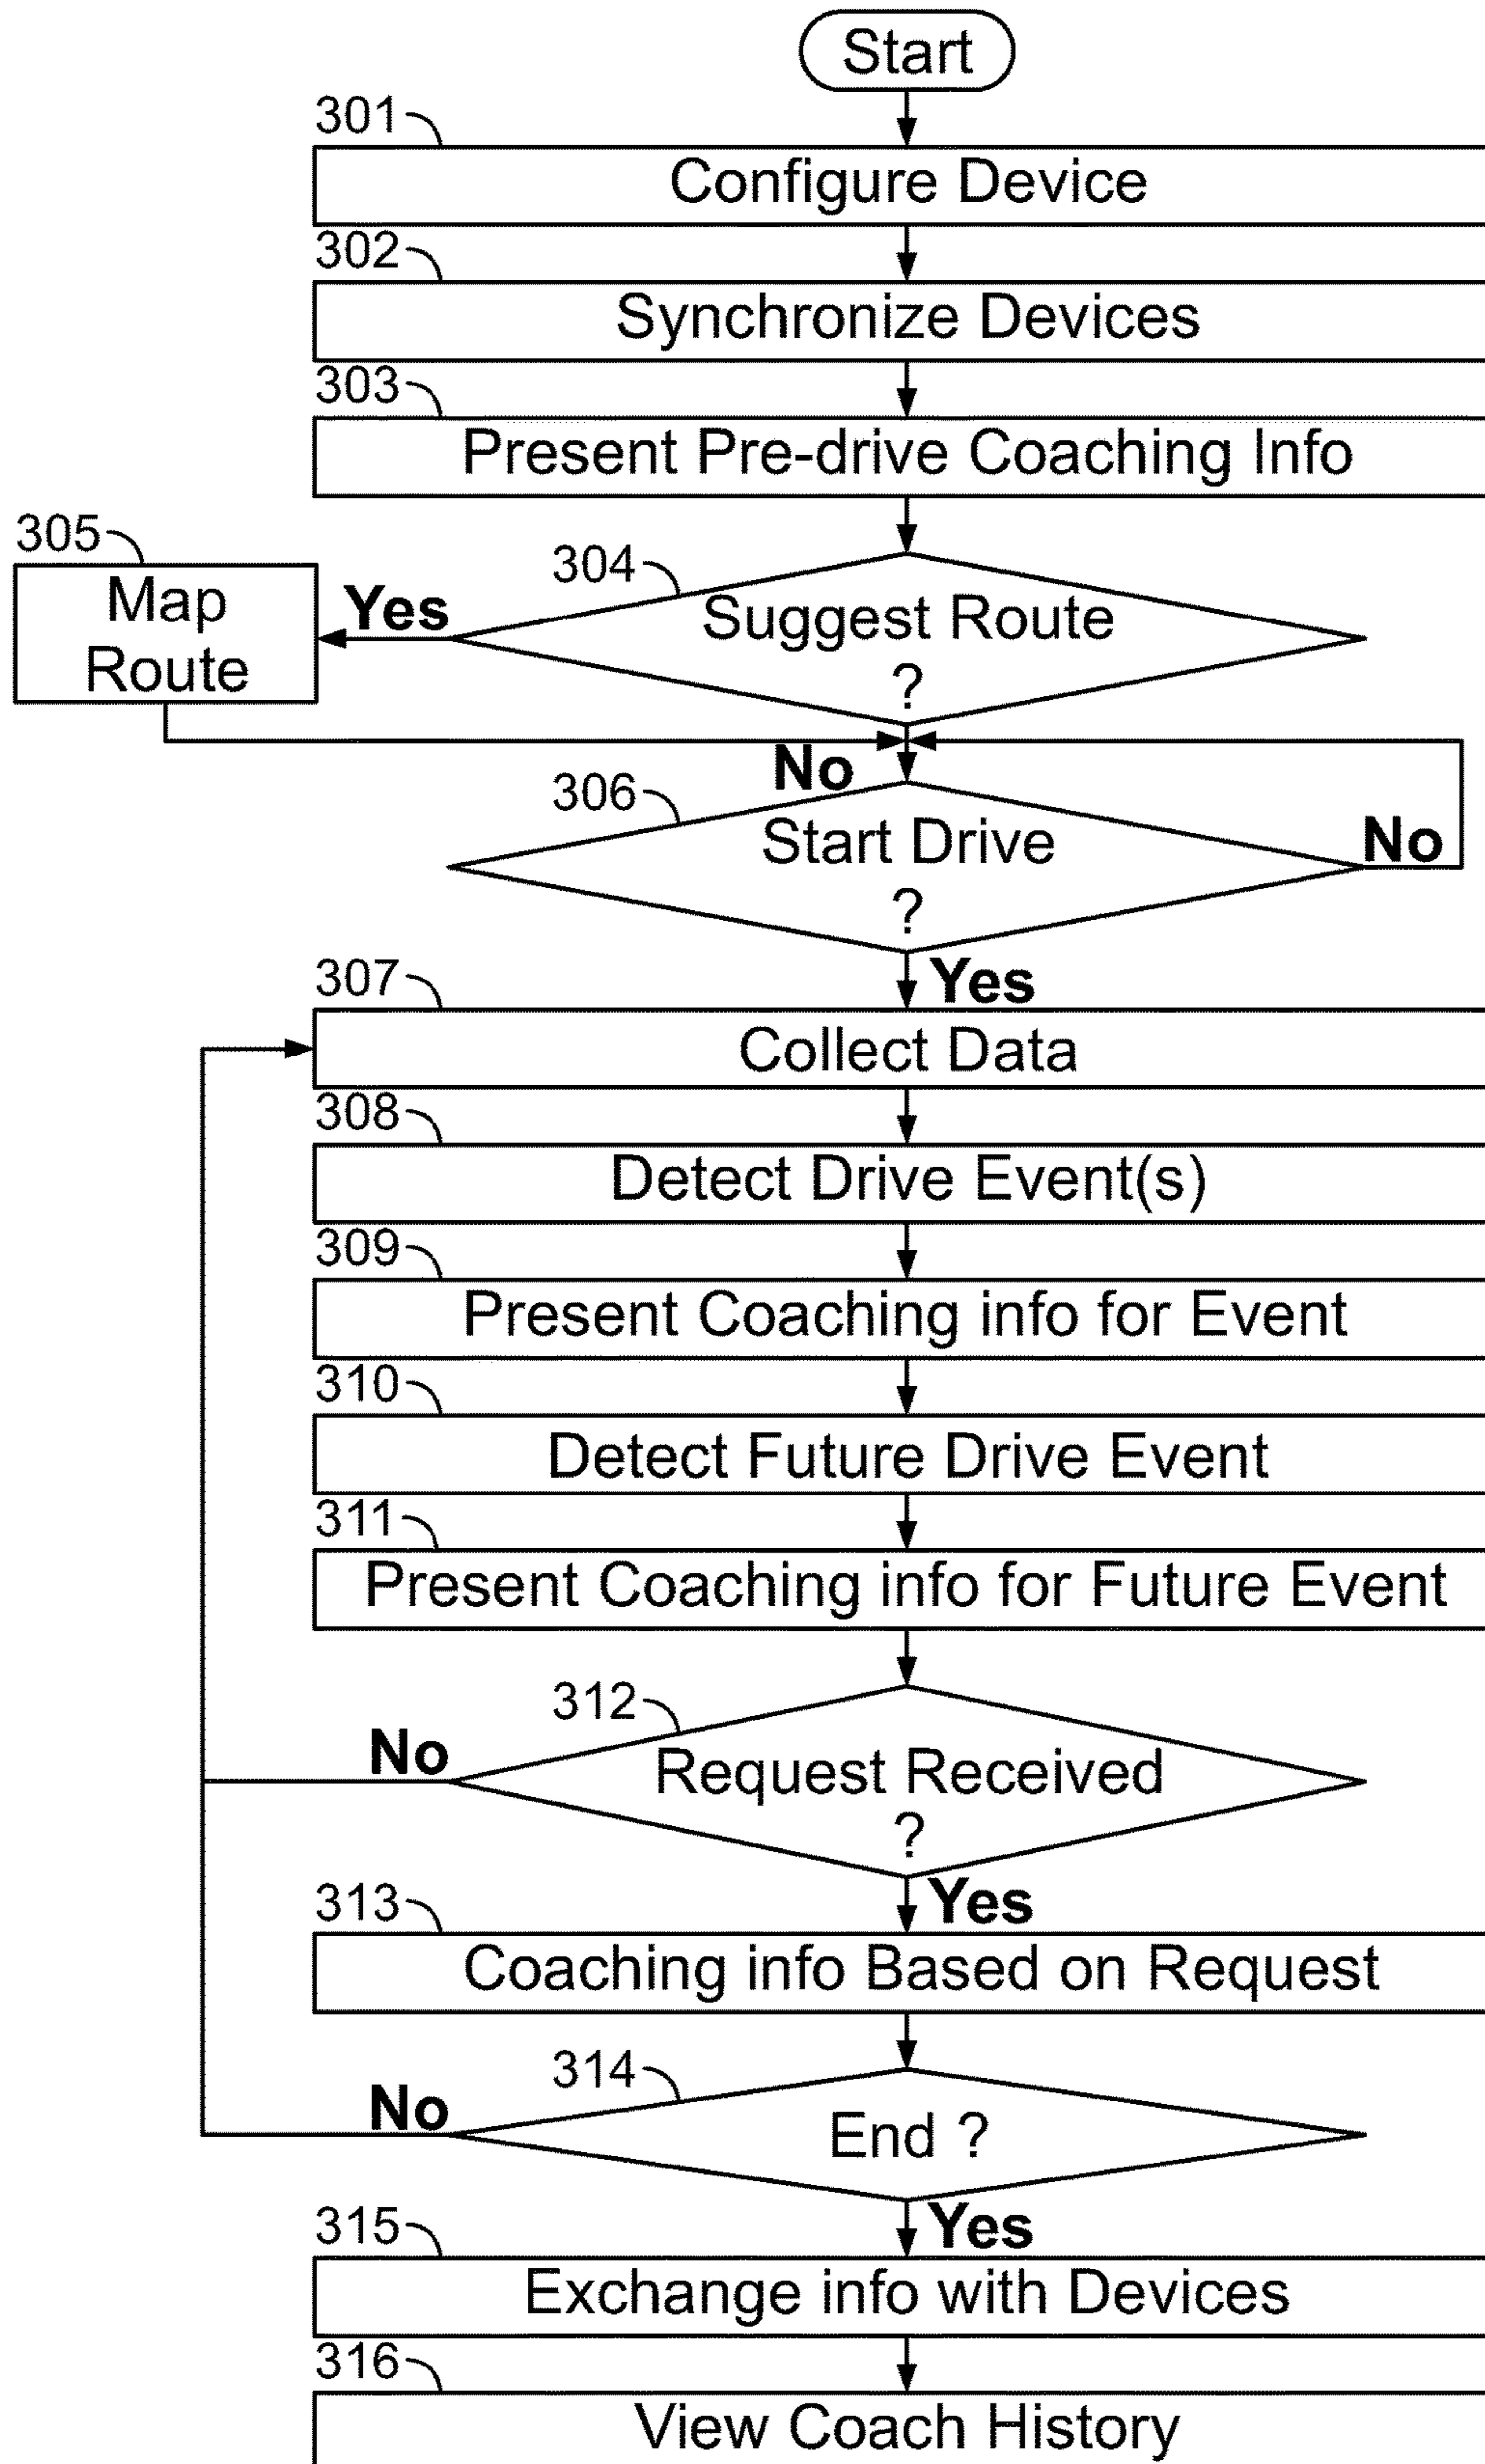 Start
301
Configure Device
302
Synchronize Devices
303
Present Pre-drive Coaching Info
304
Suggest Route
?
305
Map
Route
Yes
No
306
Start Drive
?
No
Yes
307
Collect Data
308
Detect Drive Event(s)
309
Present Coaching info for Event
310
Detect Future Drive Event
311
Present Coaching info for Future Event
312
Request Received
?
No
Yes
313
Coaching info Based on Request
314
End ?
No
Yes
315
Exchange info with Devices
316
View Coach History